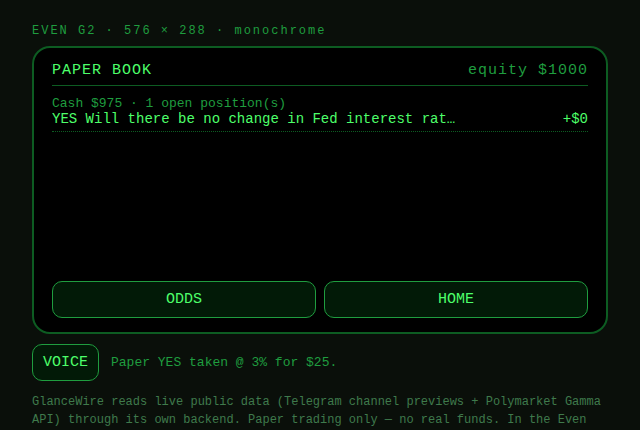 EVEN G2 · 576 × 288 · monochrome
PAPER BOOK equity $1000
Cash $975 · 1 open position(s)
YES Will there be no change in Fed interest rat… +$0
ODDS HOME
VOICE Paper YES taken @ 3% for $25.
GlanceWire reads live public data (Telegram channel previews + Polymarket Gamma
API) through its own backend. Paper trading only — no real funds. In the Even